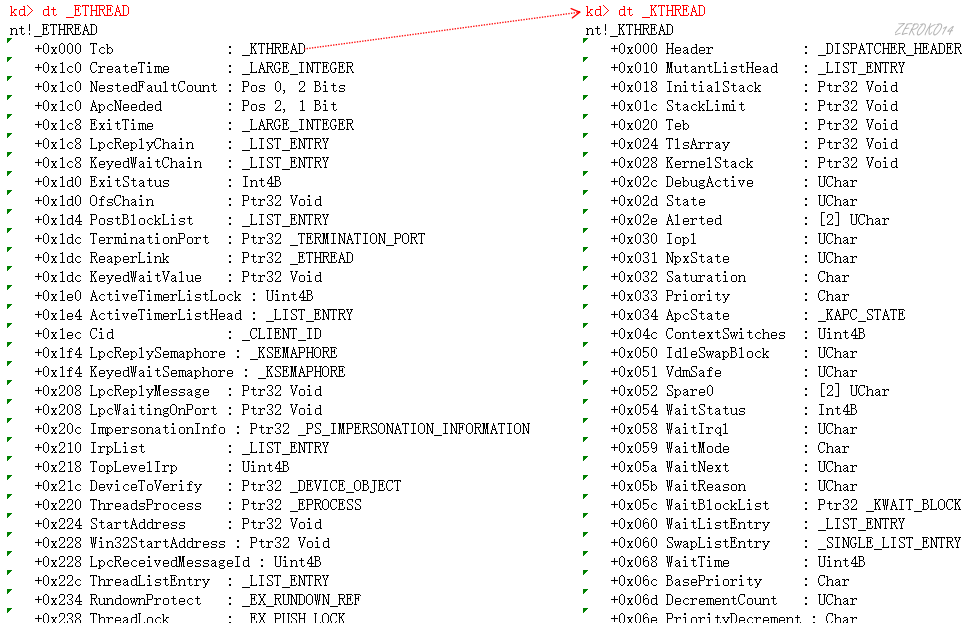 kd> dt _ETHREAD
nt!_ETHREAD
+0x000 Tcb : _KTHREAD
+0x1c0 CreateTime : _LARGE_INTEGER
+0x1c0 NestedFaultCount : Pos 0, 2 Bits
+0x1c0 ApcNeeded : Pos 2, 1 Bit
+0x1c8 ExitTime : _LARGE_INTEGER
+0x1c8 LpcReplyChain : _LIST_ENTRY
+0x1c8 KeyedWaitChain : _LIST_ENTRY
+0x1d0 ExitStatus : Int4B
+0x1d0 OfsChain : Ptr32 Void
+0x1d4 PostBlockList : _LIST_ENTRY
+0x1dc TerminationPort : Ptr32 _TERMINATION_PORT
+0x1dc ReaperLink : Ptr32 _ETHREAD
+0x1dc KeyedWaitValue : Ptr32 Void
+0x1e0 ActiveTimerListLock : Uint4B
+0x1e4 ActiveTimerListHead : _LIST_ENTRY
+0x1ec Cid : _CLIENT_ID
+0x1f4 LpcReplySemaphore : _KSEMAPHORE
+0x1f4 KeyedWaitSemaphore : _KSEMAPHORE
+0x208 LpcReplyMessage : Ptr32 Void
+0x208 LpcWaitingOnPort : Ptr32 Void
+0x20c ImpersonationInfo : Ptr32 _PS_IMPERSONATION_INFORMATION
+0x210 IrpList : _LIST_ENTRY
+0x218 TopLevelIrp : Uint4B
+0x21c DeviceToVerify : Ptr32 _DEVICE_OBJECT
+0x220 ThreadsProcess : Ptr32 _EPROCESS
+0x224 StartAddress : Ptr32 Void
+0x228 Win32StartAddress : Ptr32 Void
+0x228 LpcReceivedMessageId : Uint4B
+0x22c ThreadListEntry : _LIST_ENTRY
+0x234 RundownProtect : _EX_RUNDOWN_REF
+0x238 ThreadLock : _EX_PUSH_LOCK
kd> dt _KTHREAD
nt!_KTHREAD
ZEROKO14
+0x000 Header : _DISPATCHER_HEADER
+0x010 MutantListHead : _LIST_ENTRY
+0x018 InitialStack : Ptr32 Void
+0x01c StackLimit : Ptr32 Void
+0x020 Teb : Ptr32 Void
+0x024 TlsArray : Ptr32 Void
+0x028 KernelStack : Ptr32 Void
+0x02c DebugActive : UChar
+0x02d State : UChar
+0x02e Alerted : [2] UChar
+0x030 Iopl : UChar
+0x031 NpxState : UChar
+0x032 Saturation : Char
+0x033 Priority : Char
+0x034 ApcState : _KAPC_STATE
+0x04c ContextSwitches : Uint4B
+0x050 IdleSwapBlock : UChar
+0x051 VdmSafe : UChar
+0x052 Spare0 : [2] UChar
+0x054 WaitStatus : Int4B
+0x058 WaitIrql : UChar
+0x059 WaitMode : Char
+0x05a WaitNext : UChar
+0x05b WaitReason : UChar
+0x05c WaitBlockList : Ptr32 _KWAIT_BLOCK
+0x060 WaitListEntry : _LIST_ENTRY
+0x060 SwapListEntry : _SINGLE_LIST_ENTRY
+0x068 WaitTime : Uint4B
+0x06c BasePriority : Char
+0x06d DecrementCount : UChar
+0x06e PriorityDecrement : Char